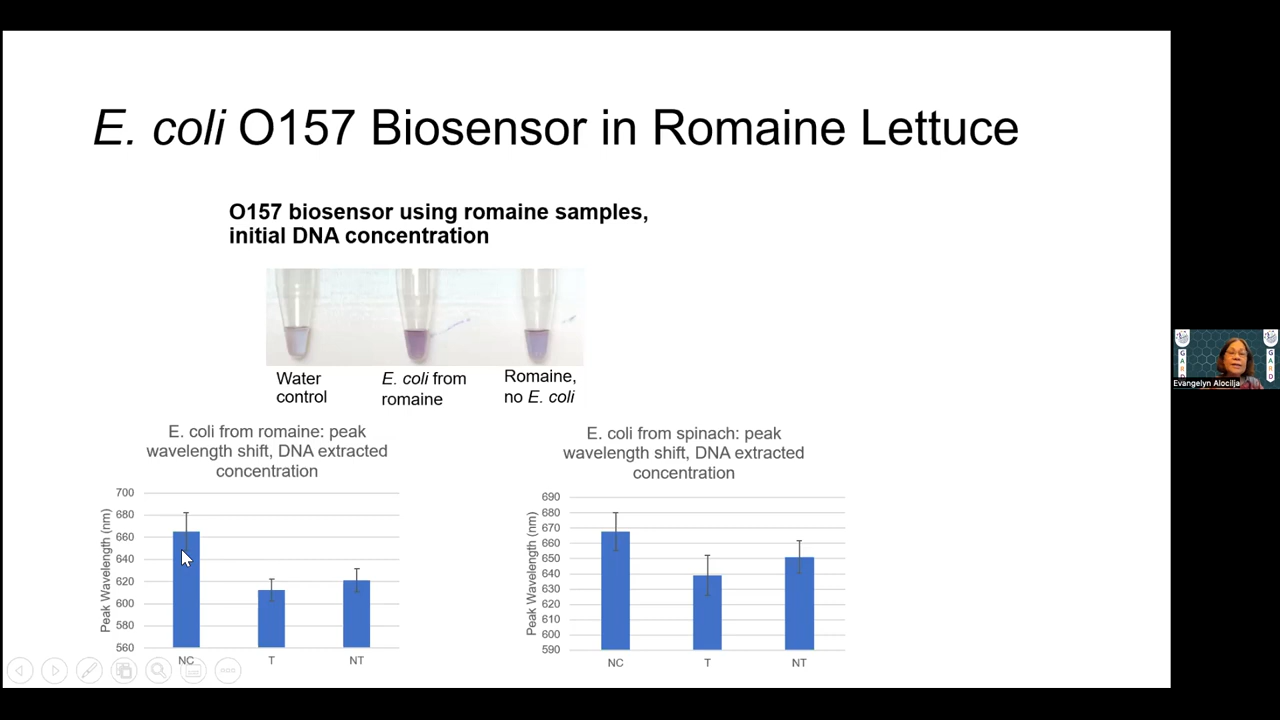 E. coli O157 Biosensor in Romaine Lettuce
O157 biosensor using romaine samples,
initial DNA concentration
Water
control
E. coli from
romaine
Romaine,
no E. coli
E. coli from romaine: peak
wavelength shift, DNA extracted
concentration
Peak Wavelength (nm)
700
680
660
640
620
600
580
560
NC
T
NT
E. coli from spinach: peak
wavelength shift, DNA extracted
concentration
Peak Wavelength (nm)
690
680
670
660
650
640
630
620
610
600
590
NC
T
NT
GARD
GARD
Evangelyn Alocilja